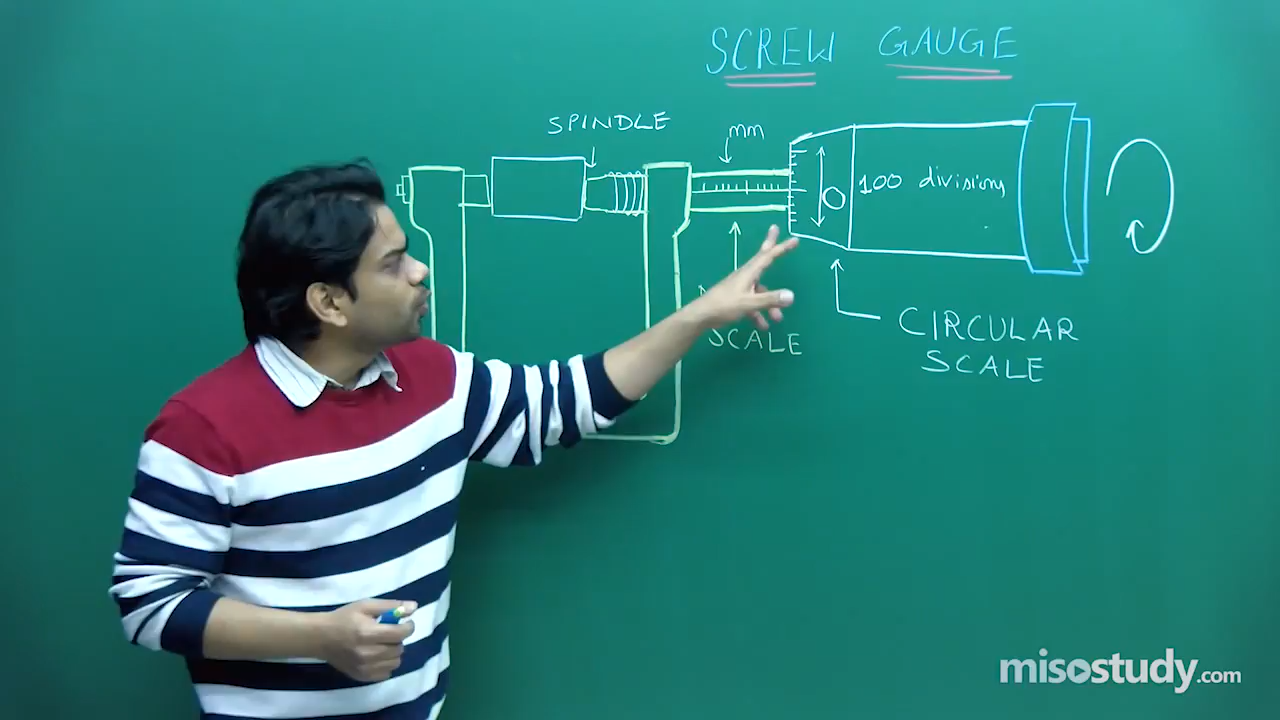 SCREW GAUGE
SPINDLE
mm
0
100 divisions
SCALE
CIRCULAR
SCALE
misostudy.com